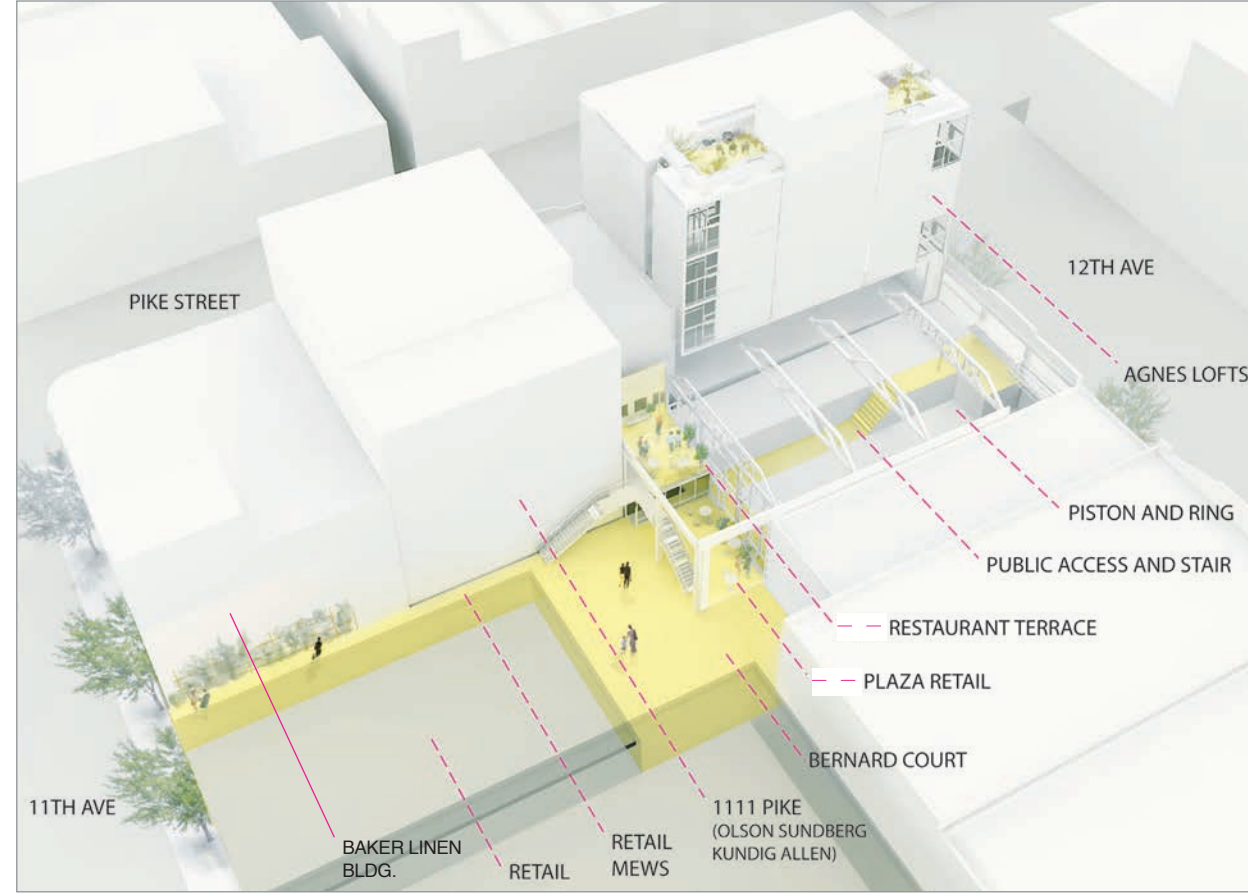 PIKE STREET
12TH AVE
AGNES LOFTS
PISTON AND RING
PUBLIC ACCESS AND STAIR
RESTAURANT TERRACE
PLAZA RETAIL
BERNARD COURT
11TH AVE
1111 PIKE
(OLSON SUNDBERG
KUNDIG ALLEN)
RETAIL
MEWS
RETAIL
BAKER LINEN
BLDG.